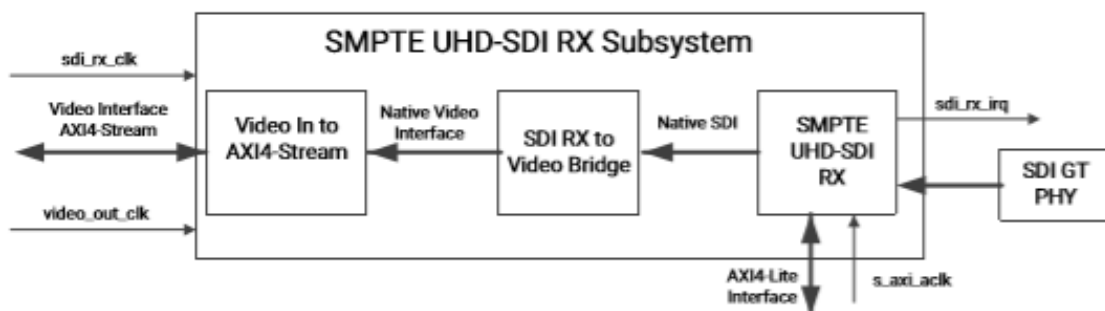 SMPTE UHD-SDI RX Subsystem
sdi_rx_clk
Video Interface
AXI4-Stream
video_out_clk
Video In to
AXI4-Stream
Native Video
Interface
SDI RX to
Video Bridge
Native SDI
SMPTE
UHD-SDI
RX
sdi_rx_irq
SDI GT
PHY
AXI4-Lite
Interface
s_axi_aclk